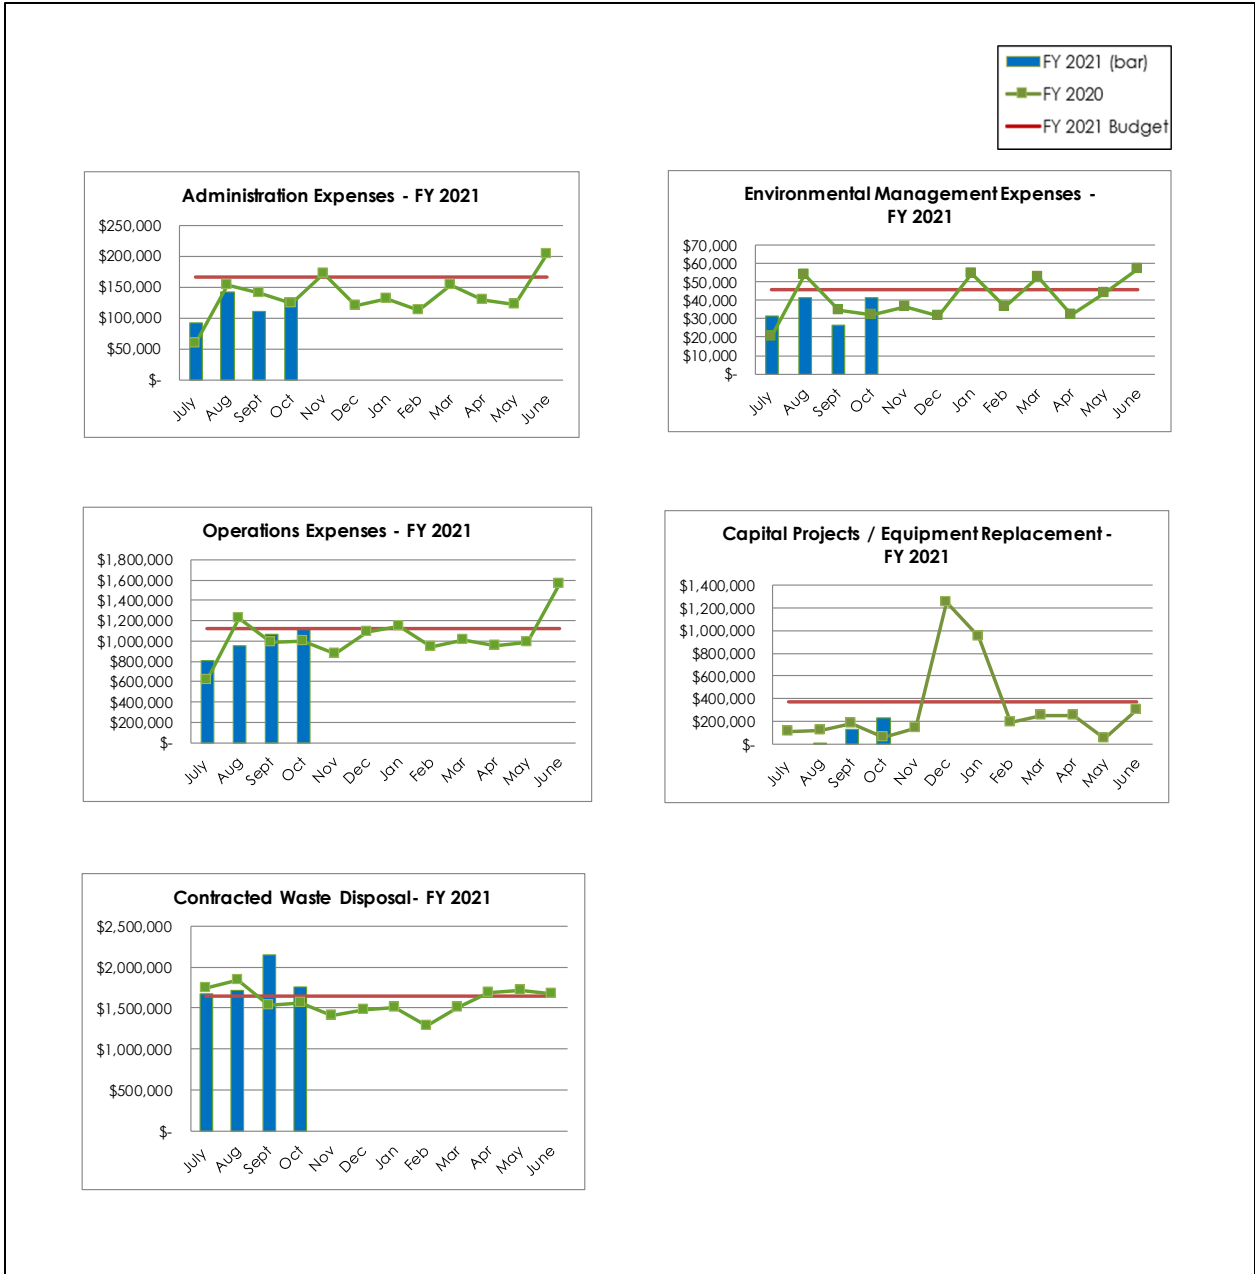 FY 2021 (bar)
FY 2020
FY 2021 Budget
Administration Expenses - FY 2021
$250,000
$200,000
$150,000
$100,000
$50,000
$-
July Aug Sept Oct Nov Dec Jan Feb Mar Apr May June
Environmental Management Expenses -
FY 2021
$70,000
$60,000
$50,000
$40,000
$30,000
$20,000
$10,000
$-
July Aug Sept Oct Nov Dec Jan Feb Mar Apr May June
Operations Expenses - FY 2021
$1,800,000
$1,600,000
$1,400,000
$1,200,000
$1,000,000
$800,000
$600,000
$400,000
$200,000
$-
July Aug Sept Oct Nov Dec Jan Feb Mar Apr May June
Capital Projects / Equipment Replacement -
FY 2021
$1,400,000
$1,200,000
$1,000,000
$800,000
$600,000
$400,000
$200,000
$-
July Aug Sept Oct Nov Dec Jan Feb Mar Apr May June
Contracted Waste Disposal- FY 2021
$2,500,000
$2,000,000
$1,500,000
$1,000,000
$500,000
$-
July Aug Sept Oct Nov Dec Jan Feb Mar Apr May June